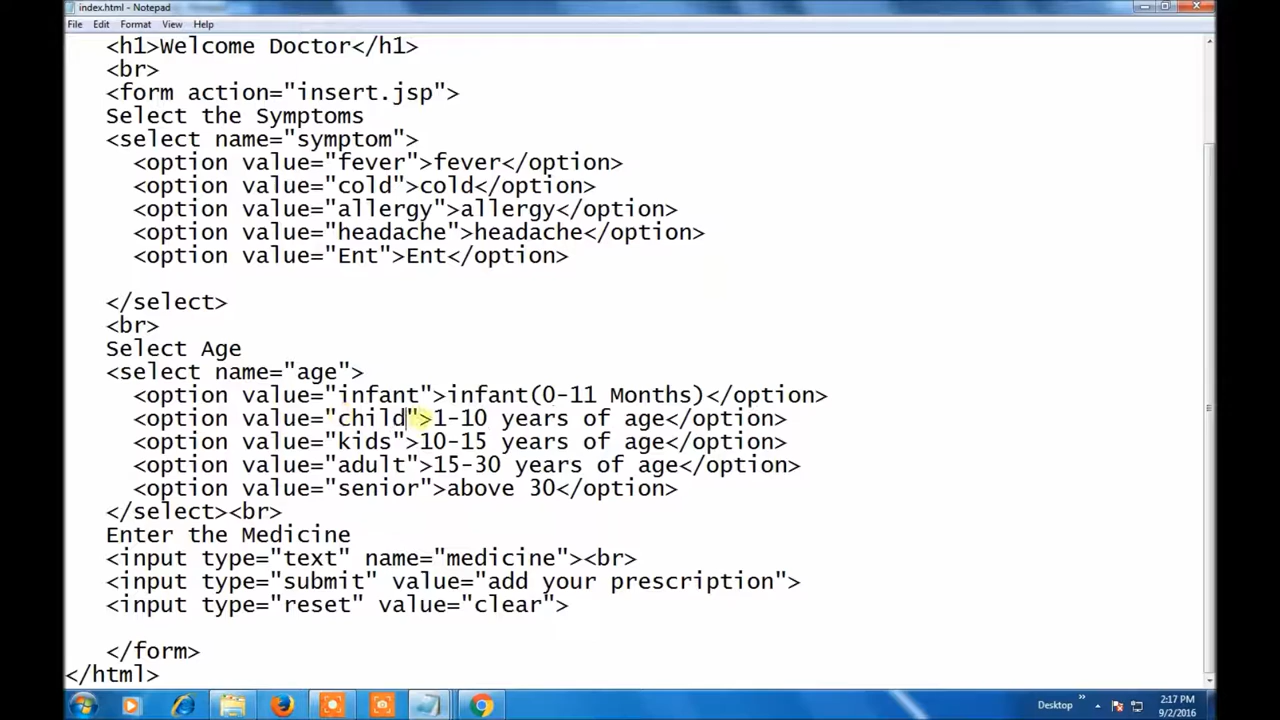 index.html - Notepad
File Edit Format View Help
<h1>Welcome Doctor</h1>
<br>
<form action="insert.jsp">
Select the Symptoms
<select name="symptom">
<option value="fever">fever</option>
<option value="cold">cold</option>
<option value="allergy">allergy</option>
<option value="headache">headache</option>
<option value="Ent">Ent</option>
</select>
<br>
Select Age
<select name="age">
<option value="infant">infant(0-11 Months)</option>
<option value="child">1-10 years of age</option>
<option value="kids">10-15 years of age</option>
<option value="adult">15-30 years of age</option>
<option value="senior">above 30</option>
</select><br>
Enter the Medicine
<input type="text" name="medicine"><br>
<input type="submit" value="add your prescription">
<input type="reset" value="clear">
</form>
</html>
Desktop
2:17 PM
9/2/2016